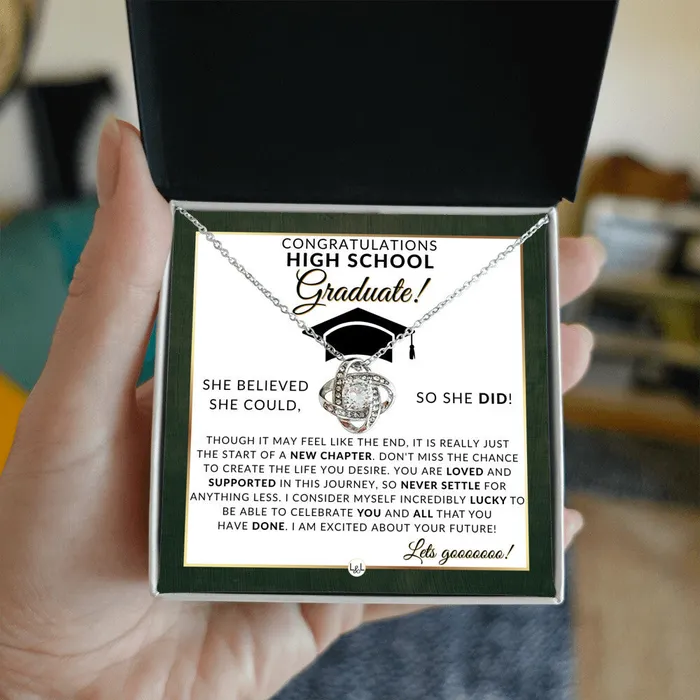 CONGRATULATIONS
HIGH SCHOOL
Graduate!
SHE BELIEVED
SHE COULD,
SO SHE DID!
THOUGH IT MAY FEEL LIKE THE END, IT IS REALLY JUST
THE START OF A NEW CHAPTER. DON'T MISS THE CHANCE
TO CREATE THE LIFE YOU DESIRE. YOU ARE LOVED AND
SUPPORTED IN THIS JOURNEY, SO NEVER SETTLE FOR
ANYTHING LESS. I CONSIDER MYSELF INCREDIBLY LUCKY TO
BE ABLE TO CELEBRATE YOU AND ALL THAT YOU
HAVE DONE. I AM EXCITED ABOUT YOUR FUTURE!
Lets gooooooo!
L&L